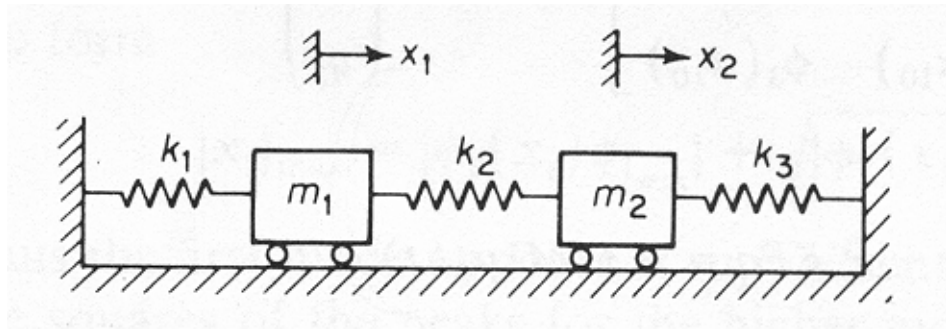 x₁ x₂
k₁ k₂ k₃
m₁ m₂